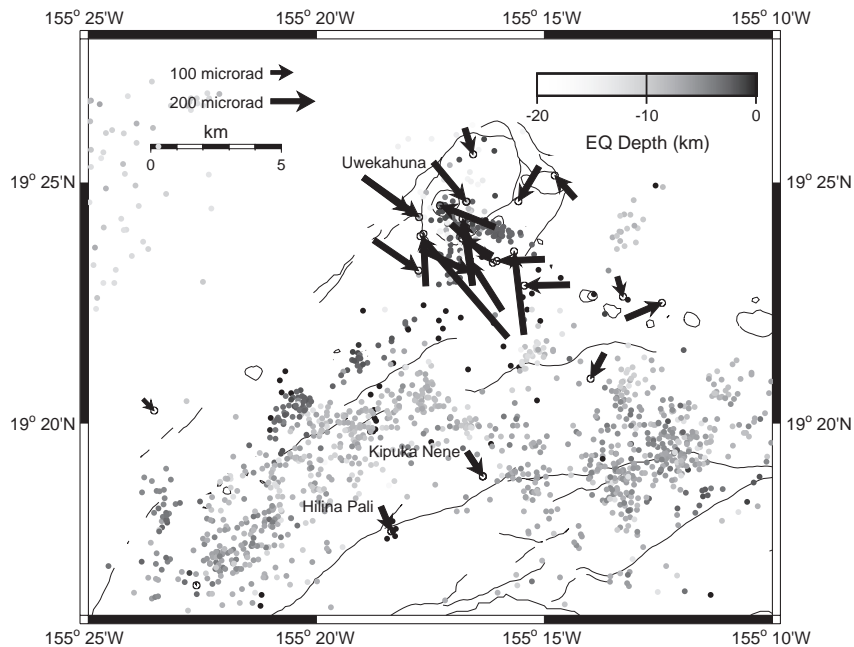 155° 25'W 155° 20'W 155° 15'W 155° 10'W
100 microrad
200 microrad
km
0 5
-20 -10 0
EQ Depth (km)
Uwekahuna
19° 25'N 19° 25'N
19° 20'N 19° 20'N
Kipuka Nene
Hilina Pali
155° 25'W 155° 20'W 155° 15'W 155° 10'W